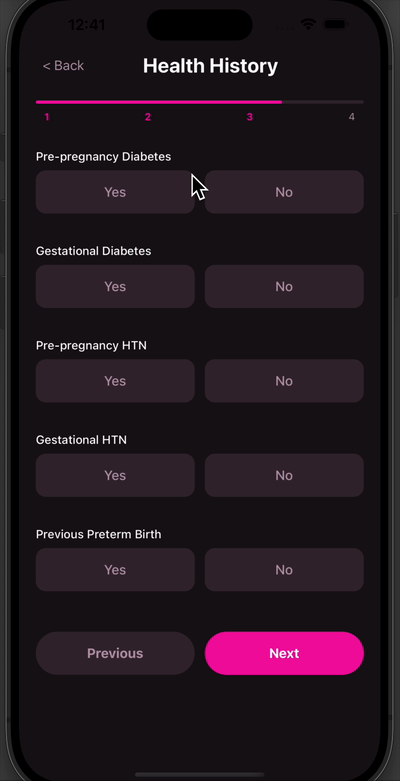 12:41
< Back Health History
1 2 3 4
Pre-pregnancy Diabetes
Yes No
Gestational Diabetes
Yes No
Pre-pregnancy HTN
Yes No
Gestational HTN
Yes No
Previous Preterm Birth
Yes No
Previous Next